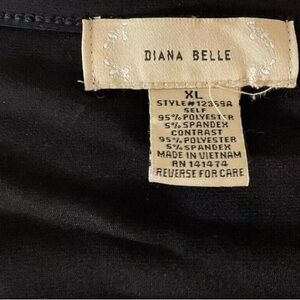 DIANA BELLE
XL
STYLE#12359A
SELF
95% POLYESTER
5% SPANDEX
CONTRAST
95% POLYESTER
5% SPANDEX
MADE IN VIETNAM
RN 141474
REVERSE FOR CARE